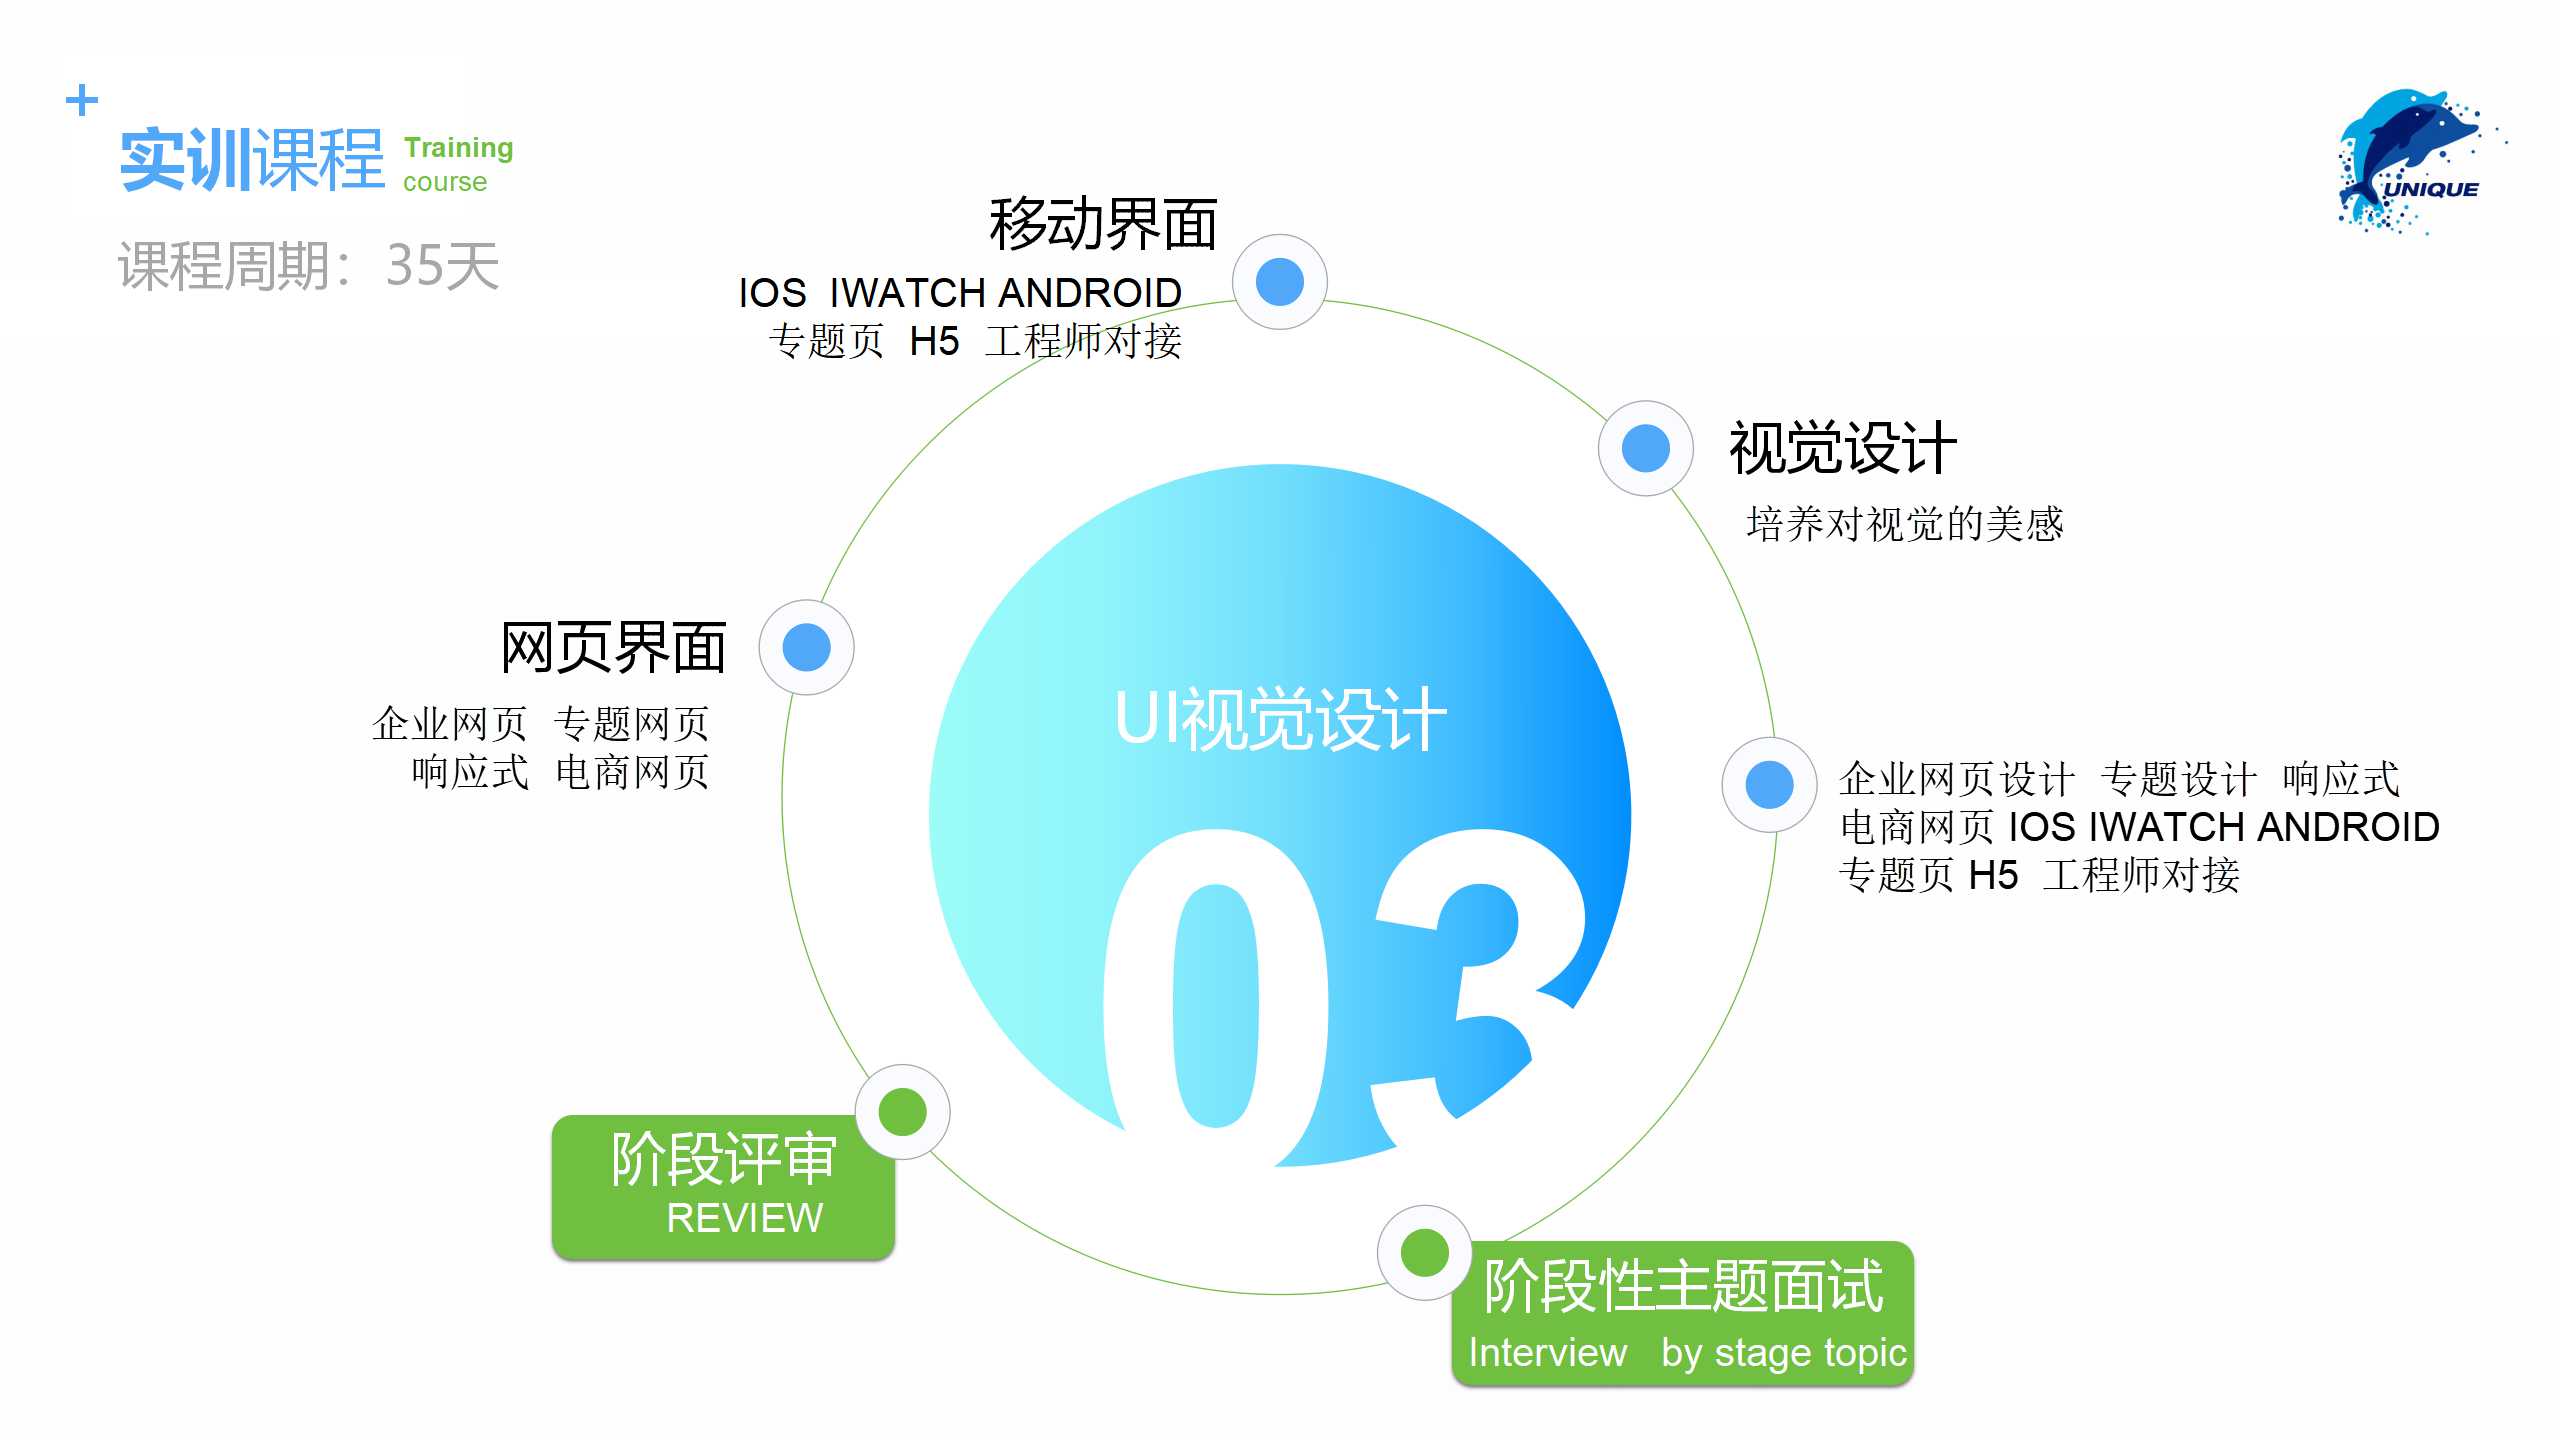 +
实训课程
Training
course
课程周期：35天
UNIQUE
移动界面
IOS  IWATCH ANDROID
专题页  H5  工程师对接
视觉设计
培养对视觉的美感
网页界面
企业网页  专题网页
响应式  电商网页
UI视觉设计
03
企业网页设计  专题设计  响应式
电商网页 IOS IWATCH ANDROID
专题页 H5  工程师对接
阶段评审
REVIEW
阶段性主题面试
Interview   by stage topic